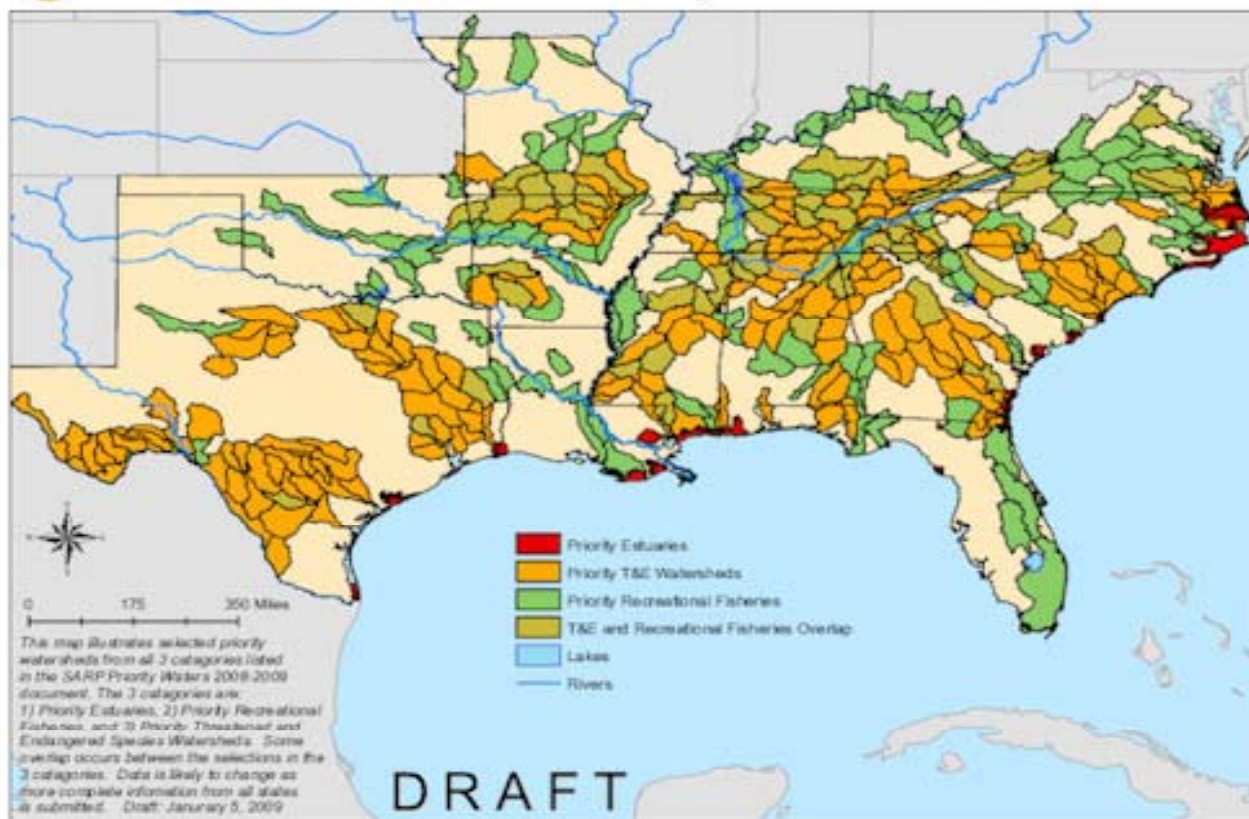 Priority Estuaries
Priority T&E Watersheds
Priority Recreational Fisheries
T&E and Recreational Fisheries Overlap
Lakes
Rivers
0 175 350 Miles
This map illustrates selected priority
watersheds from all 3 catagories listed
in the SARP Priority Waters 2008-2009
document. The 3 catagories are:
1) Priority Estuaries, 2) Priority Recreational
Fisheries, and 3) Priority Threatened and
Endangered Species Watersheds. Some
overlap occurs between the selections in the
3 catagories. Data is likely to change as
more complete information from all states
is submitted. Draft: Janurary 5, 2009
DRAFT